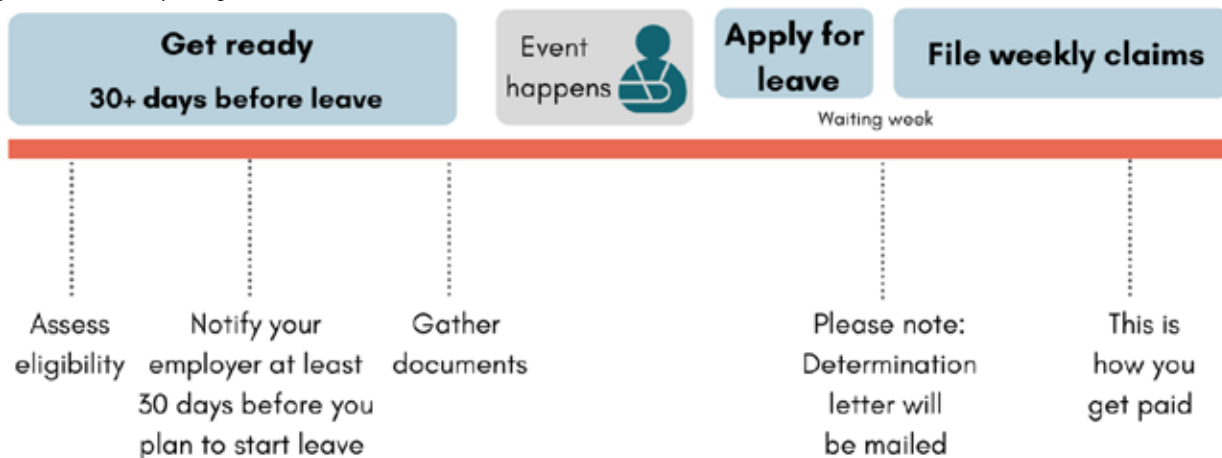 Get ready
30+ days before leave
Event
happens
Apply for
leave
File weekly claims
Waiting week
Assess
eligibility
Notify your
employer at least
30 days before you
plan to start leave
Gather
documents
Please note:
Determination
letter will
be mailed
This is
how you
get paid